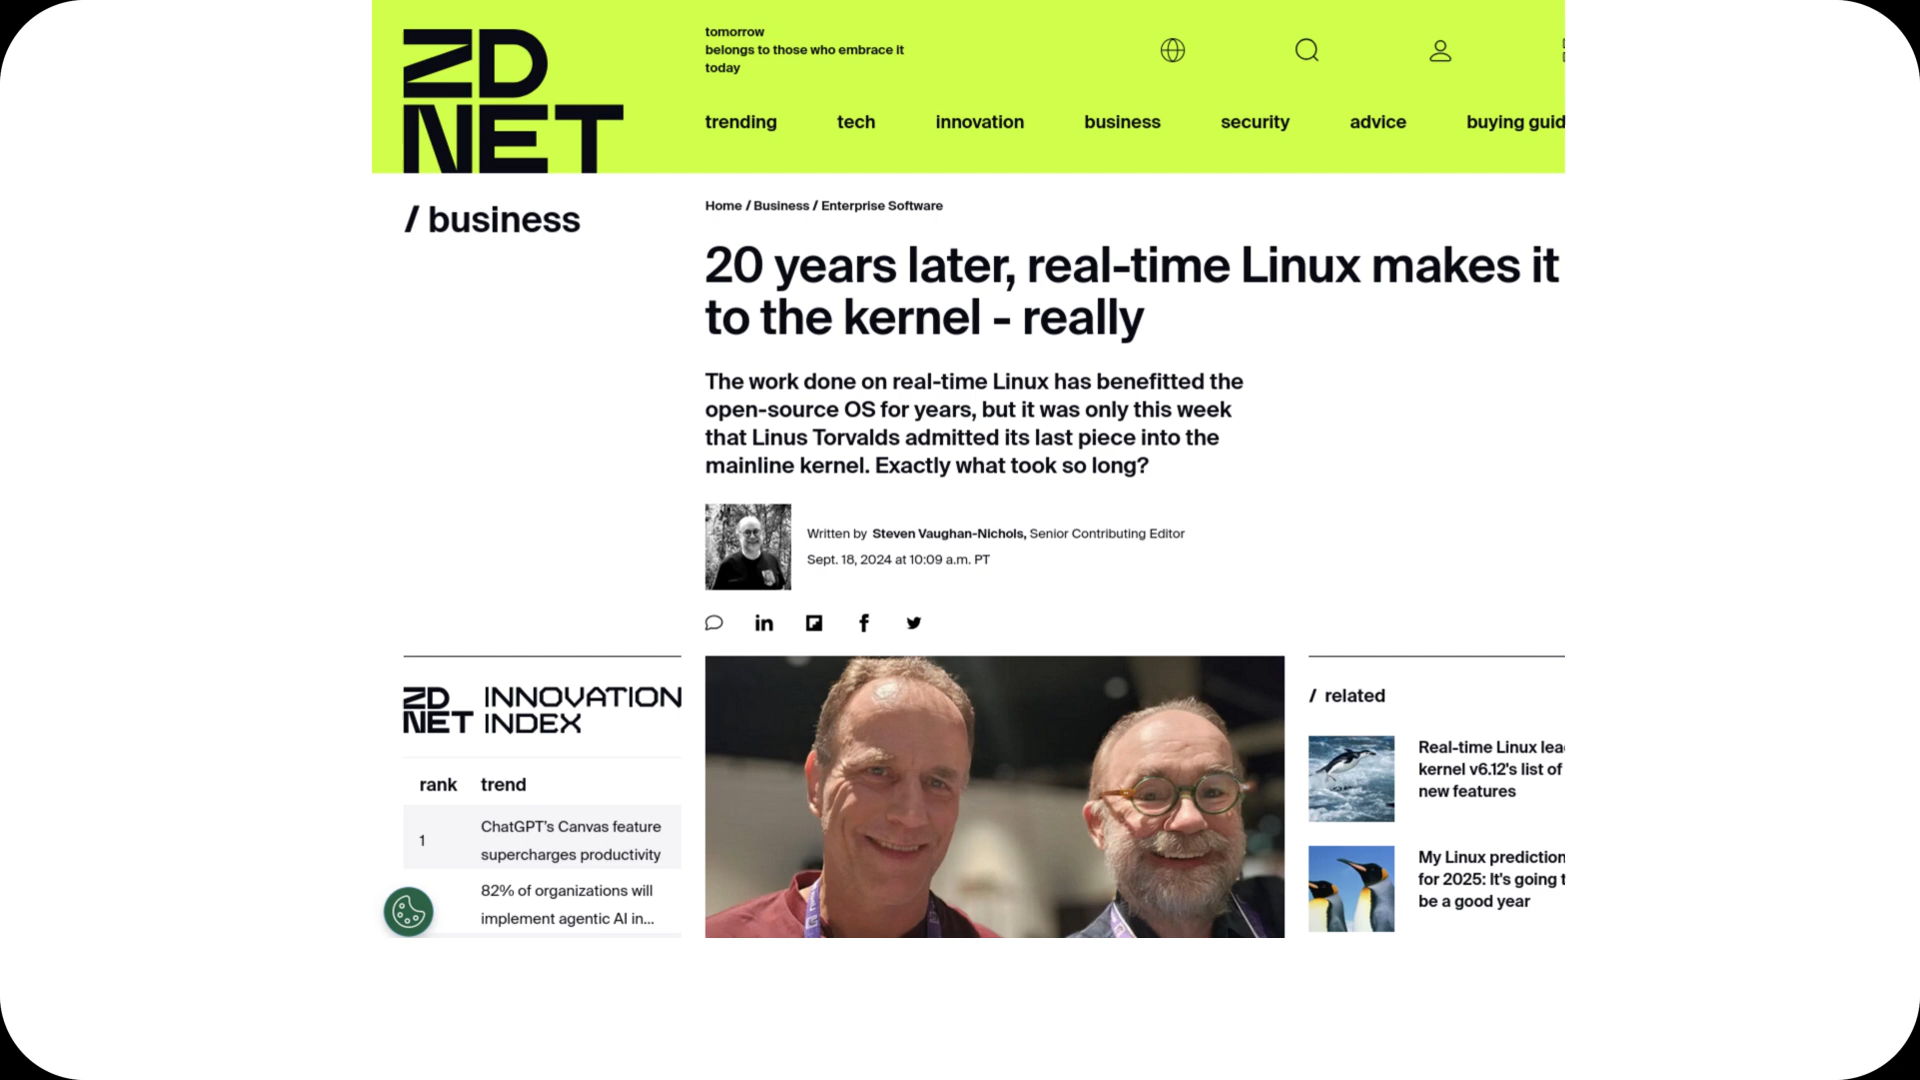 ZD
NET
tomorrow
belongs to those who embrace it
today
trending
tech
innovation
business
security
advice
buying guid
/ business
Home / Business / Enterprise Software
20 years later, real-time Linux makes it
to the kernel - really
The work done on real-time Linux has benefitted the
open-source OS for years, but it was only this week
that Linus Torvalds admitted its last piece into the
mainline kernel. Exactly what took so long?
Written by Steven Vaughan-Nichols, Senior Contributing Editor
Sept. 18, 2024 at 10:09 a.m. PT
ZD
NET
INNOVATION
INDEX
rank trend
1
ChatGPT's Canvas feature
supercharges productivity
82% of organizations will
implement agentic AI in...
/ related
Real-time Linux lea
kernel v6.12's list of
new features
My Linux prediction
for 2025: It's going t
be a good year